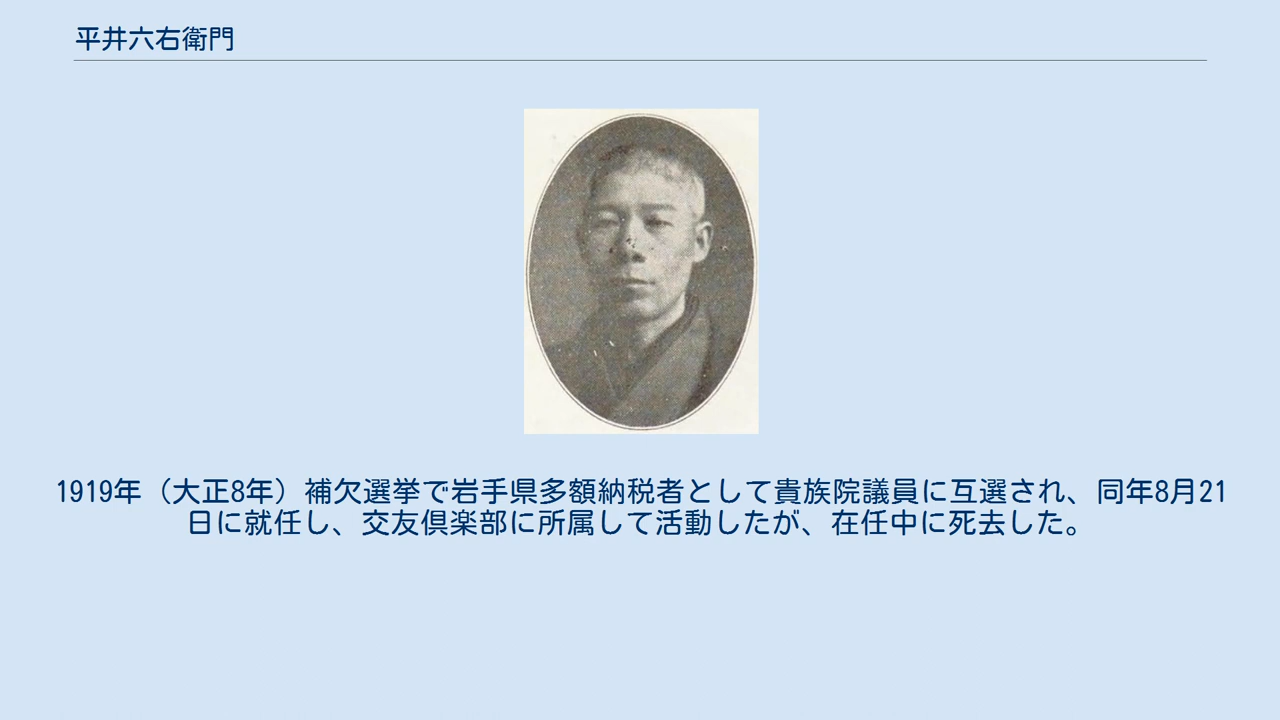 平井六右衛門
1919年（大正8年）補欠選挙で岩手県多額納税者として貴族院議員に互選され、同年8月21
日に就任し、交友倶楽部に所属して活動したが、在任中に死去した。